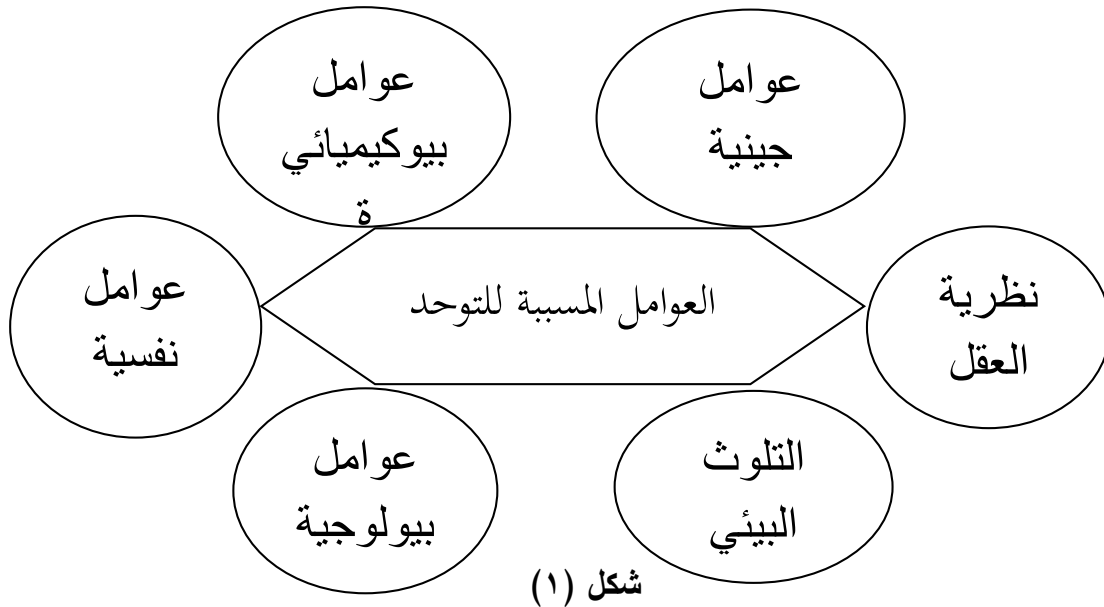 عوامل
جينية
عوامل
بيوكيميائي
ة
نظرية
العقل
العوامل المسببة للتوحد
عوامل
نفسية
التلوث
البيئي
عوامل
بيولوجية
شكل (١)